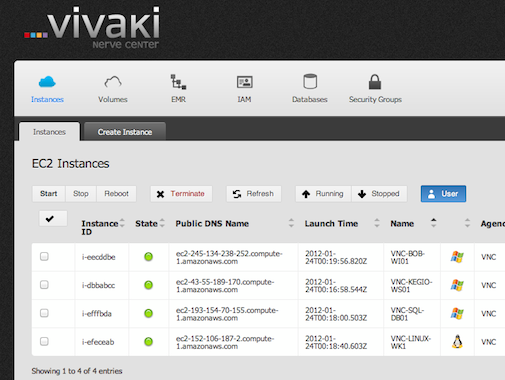 vivaki
NERVE CENTER
Instances Volumes EMR IAM Databases Security Groups
Instances Create Instance
EC2 Instances
Start Stop Reboot Terminate Refresh Running Stopped User
Instance ID State Public DNS Name Launch Time Name Agenc
i-eecddbe ec2-245-134-238-252.compute- 2012-01- VNC-BOB- VNC
1.amazonaws.com 24T00:19:56.820Z WI01
i-dbbabcc ec2-43-55-189-170.compute- 2012-01- VNC-KEGIO- VNC
1.amazonaws.com 24T00:16:58.544Z WS01
i-efffbda ec2-193-154-70-155.compute- 2012-01- VNC-SQL- VNC
1.amazonaws.com 24T00:18:00.503Z DB01
i-efeceab ec2-152-106-187-2.compute- 2012-01- VNC-LINUX- VNC
1.amazonaws.com 24T00:18:40.603Z WK1
Showing 1 to 4 of 4 entries